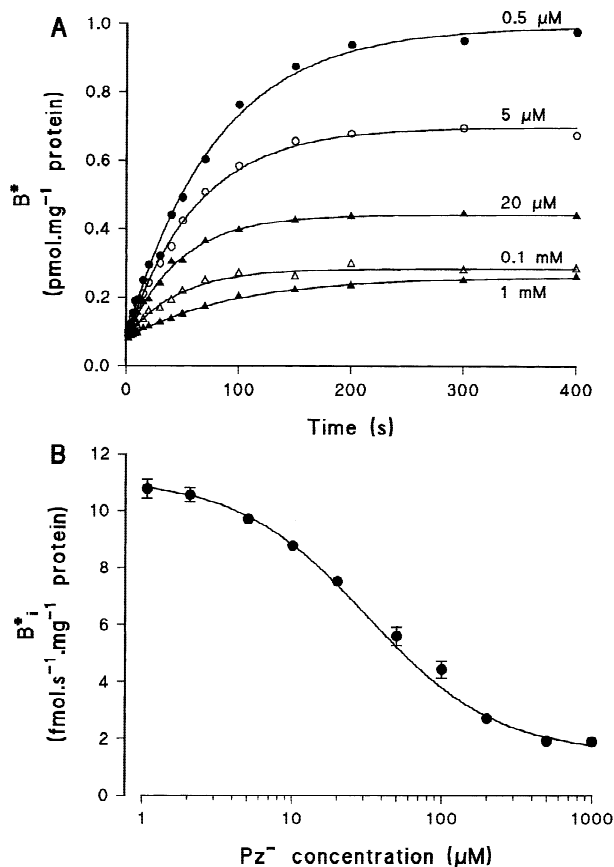 A
B*
(pmol.mg⁻¹ protein)
1.0
0.8
0.6
0.4
0.2
0.0
0.5 µM
5 µM
20 µM
0.1 mM
1 mM
0
100
200
300
400
Time (s)
B
B*i
(fmol.s⁻¹.mg⁻¹ protein)
12
10
8
6
4
2
0
1
10
100
1000
Pz⁻ concentration (µM)